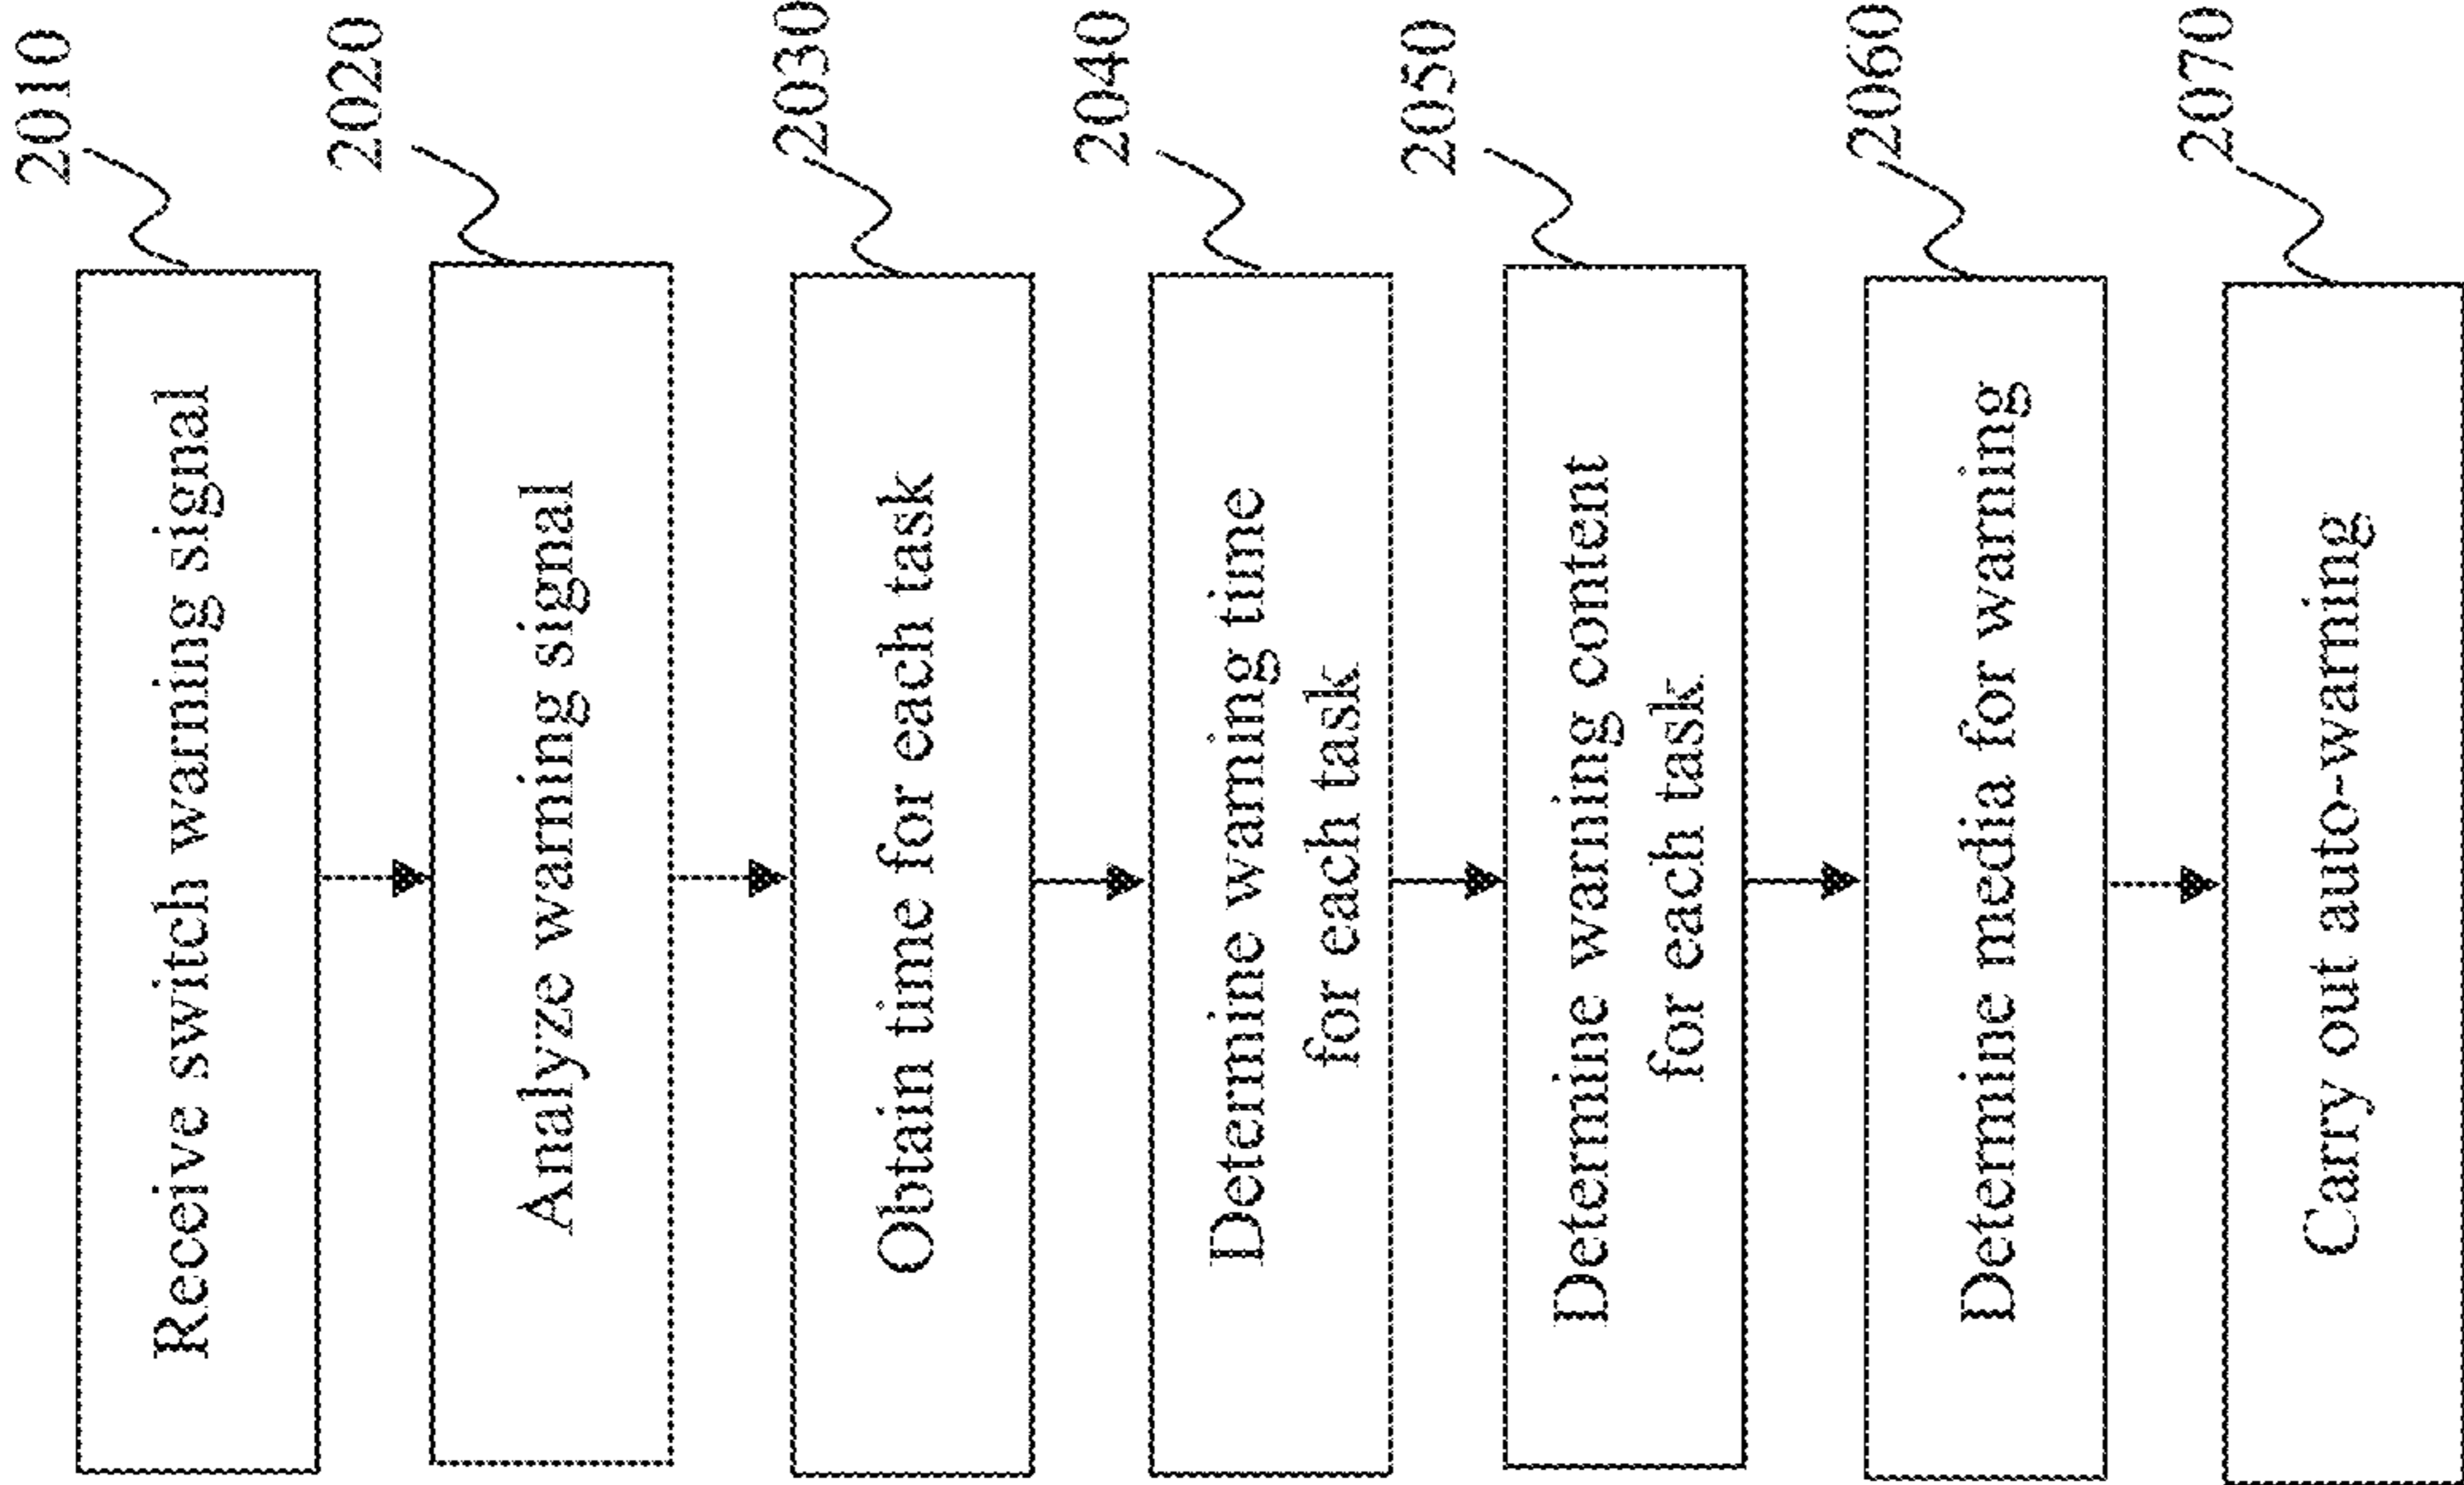 Receive switch warning signal
2010
Analyze warning signal
2020
Obtain time for each task
2030
Determine warning time
for each task
2040
Determine warning content
for each task
2050
Determine media for warning
2060
Carry out auto-warning
2070